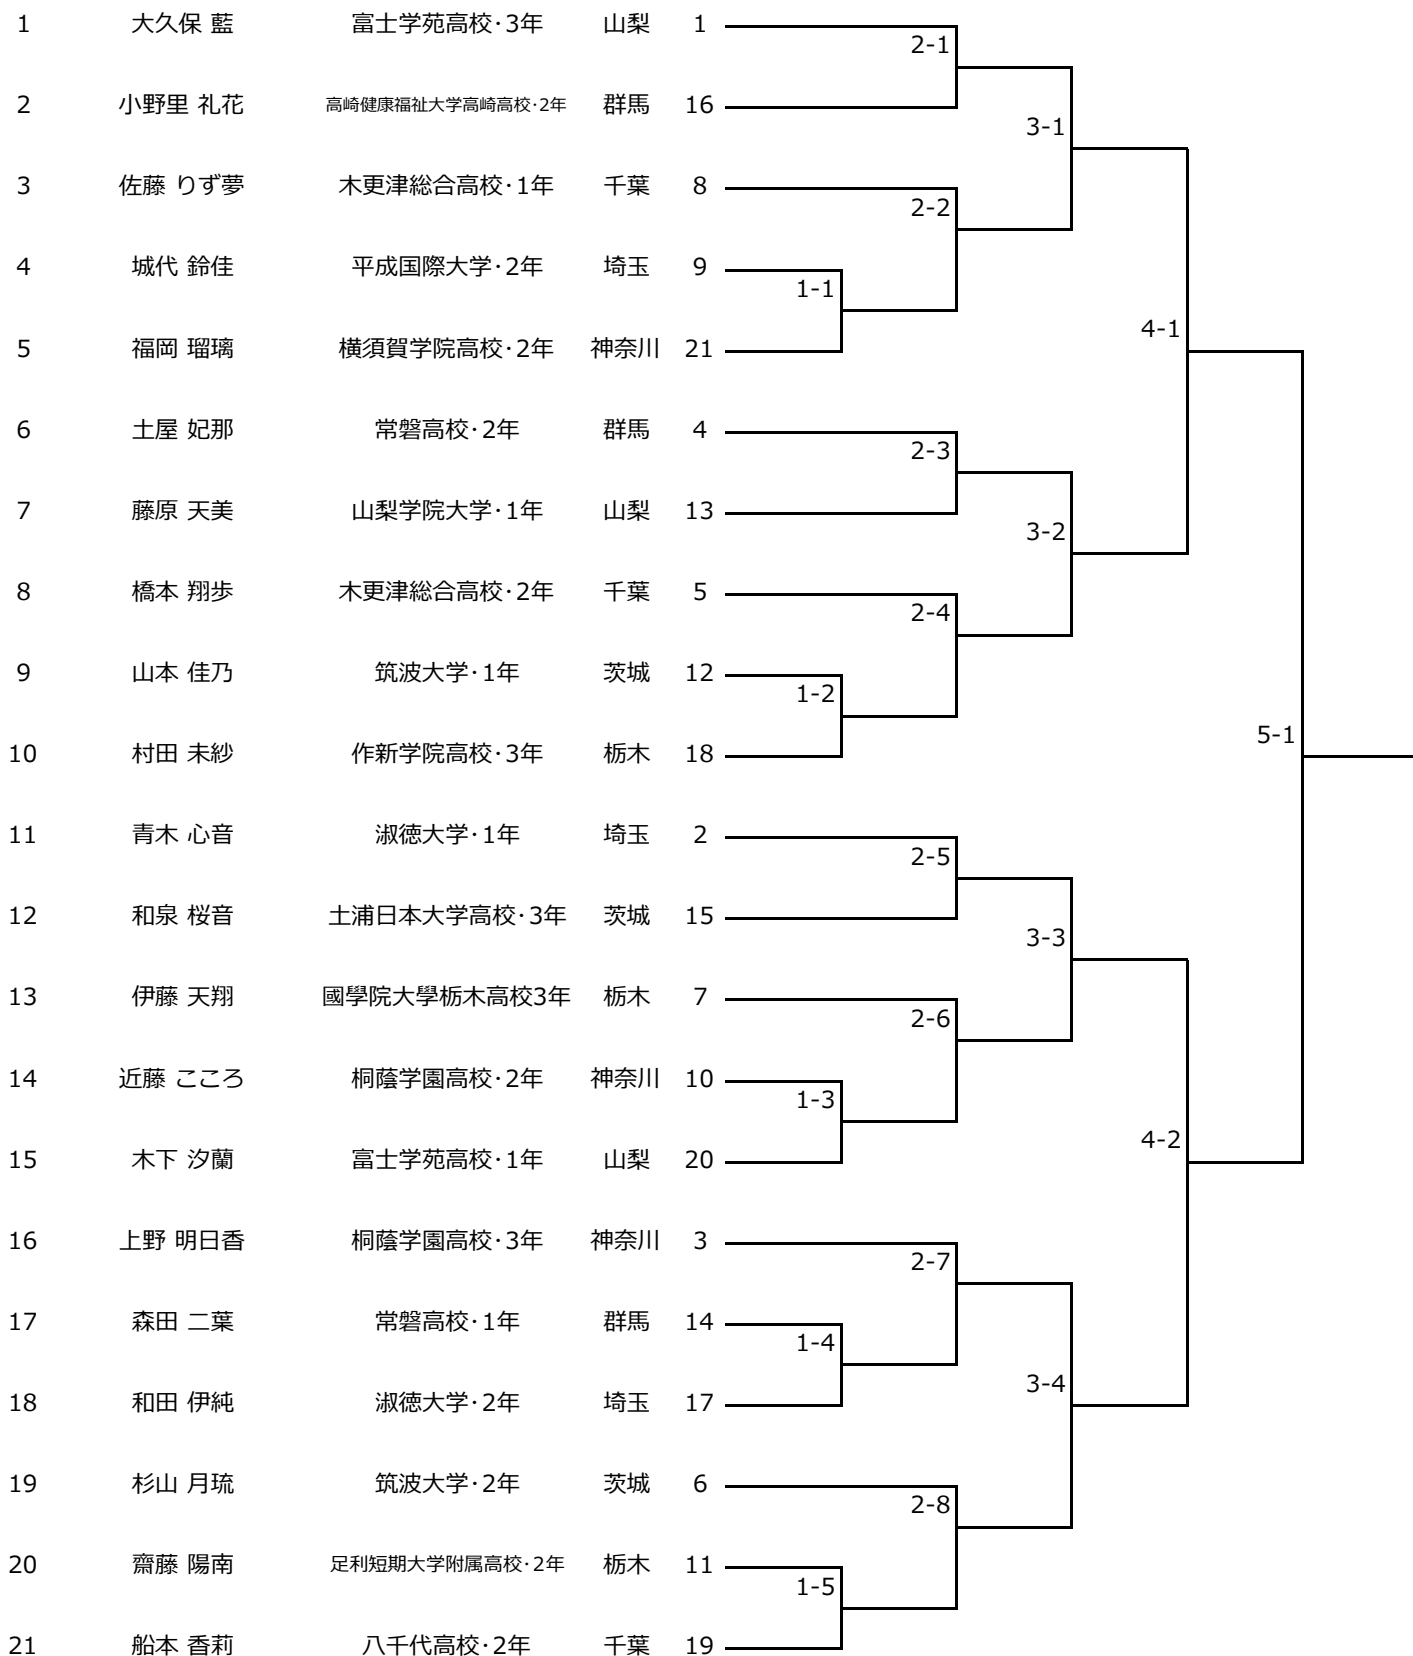 1 大久保 藍 富士学苑高校・3年 山梨 1
2-1
2 小野里 礼花 高崎健康福祉大学高崎高校・2年 群馬 16
3-1
3 佐藤 りず夢 木更津総合高校・1年 千葉 8
2-2
4 城代 鈴佳 平成国際大学・2年 埼玉 9
1-1
4-1
5 福岡 瑠璃 横須賀学院高校・2年 神奈川 21
6 土屋 妃那 常磐高校・2年 群馬 4
2-3
7 藤原 天美 山梨学院大学・1年 山梨 13
3-2
8 橋本 翔歩 木更津総合高校・2年 千葉 5
2-4
9 山本 佳乃 筑波大学・1年 茨城 12
1-2
5-1
10 村田 未紗 作新学院高校・3年 栃木 18
11 青木 心音 淑徳大学・1年 埼玉 2
2-5
12 和泉 桜音 土浦日本大学高校・3年 茨城 15
3-3
13 伊藤 天翔 國學院大學栃木高校3年 栃木 7
2-6
14 近藤 こころ 桐蔭学園高校・2年 神奈川 10
1-3
4-2
15 木下 汐蘭 富士学苑高校・1年 山梨 20
16 上野 明日香 桐蔭学園高校・3年 神奈川 3
2-7
17 森田 二葉 常磐高校・1年 群馬 14
1-4
3-4
18 和田 伊純 淑徳大学・2年 埼玉 17
19 杉山 月琉 筑波大学・2年 茨城 6
2-8
20 齋藤 陽南 足利短期大学附属高校・2年 栃木 11
1-5
21 船本 香莉 八千代高校・2年 千葉 19